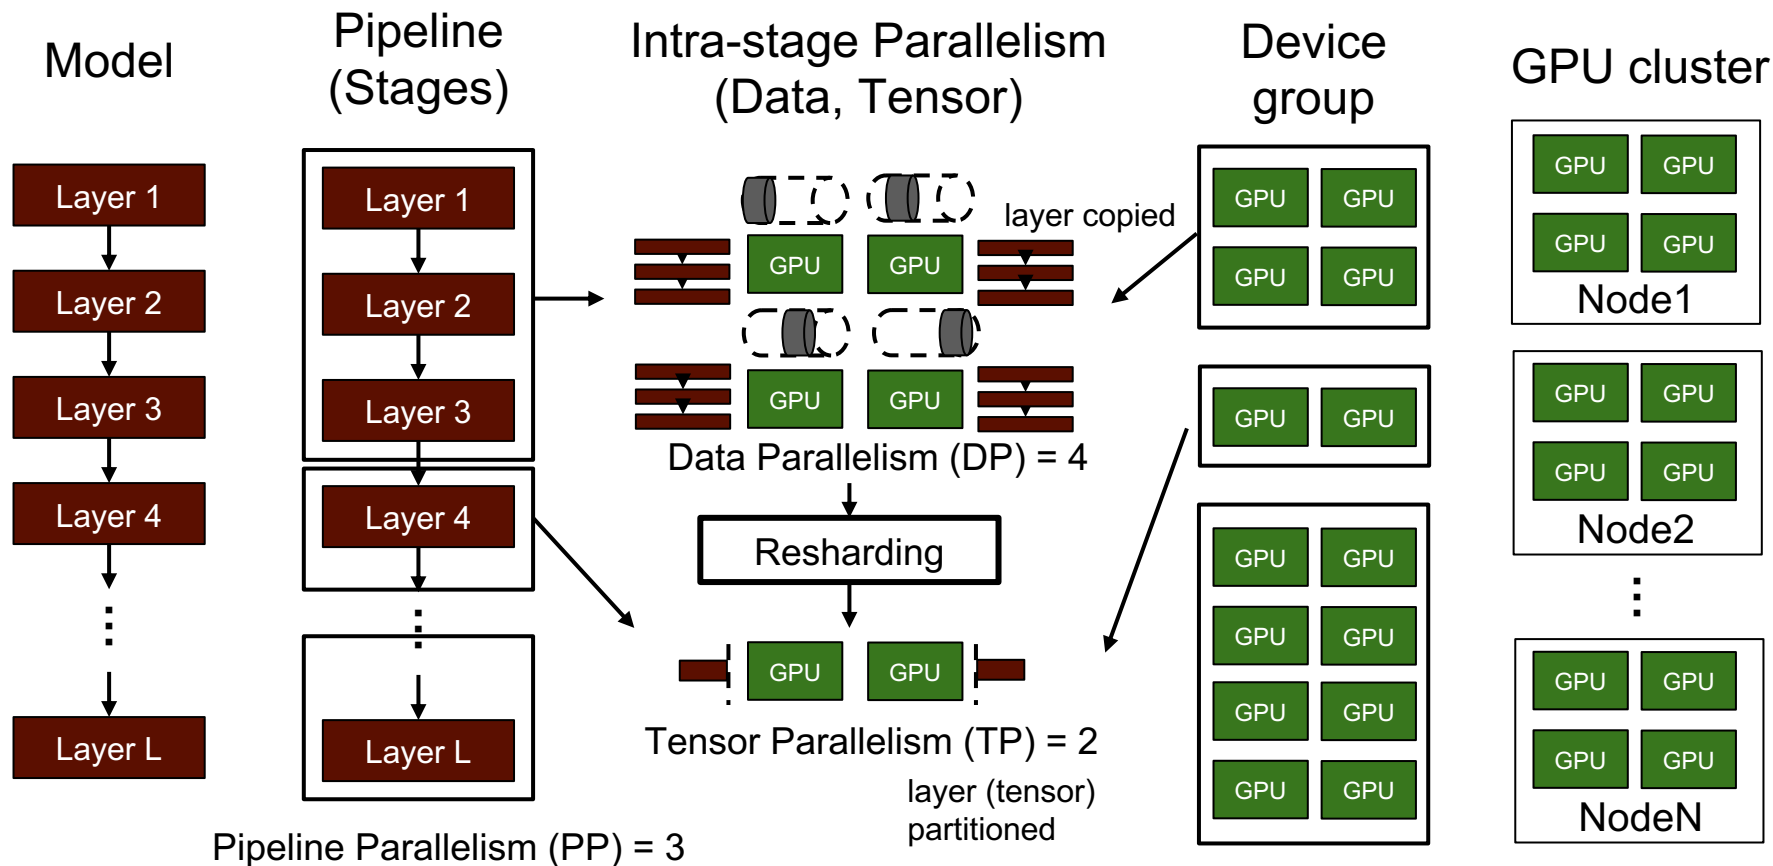 Model
Layer 1
Layer 2
Layer 3
Layer 4
Layer L
Pipeline
(Stages)
Layer 1
Layer 2
Layer 3
Layer 4
Layer L
Pipeline Parallelism (PP) = 3
Intra-stage Parallelism
(Data, Tensor)
layer copied
GPU GPU
GPU GPU
Data Parallelism (DP) = 4
Resharding
GPU GPU
Tensor Parallelism (TP) = 2
layer (tensor)
partitioned
Device
group
GPU GPU
GPU GPU
GPU GPU
GPU GPU
GPU GPU
GPU GPU
GPU GPU
GPU cluster
GPU GPU
GPU GPU
Node1
GPU GPU
GPU GPU
Node2
GPU GPU
GPU GPU
NodeN